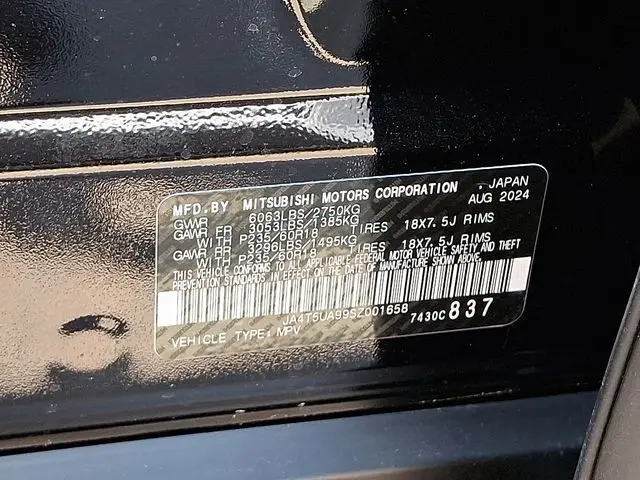 MFD.BY MITSUBISHI MOTORS CORPORATION , JAPAN
GVWR 6063LBS/2750KG AUG 2024
GAWR FR 3053LBS/1385KG
WITH P235/60R18 TIRES 18X7.5J RIMS
GAWR RR 3296LBS/1495KG
WITH P235/60R18 TIRES 18X7.5J RIMS
THIS VEHICLE CONFORMS TO ALL APPLICABLE FEDERAL MOTOR VEHICLE SAFETY AND THEFT
PREVENTION STANDARDS IN EFFECT ON THE DATE OF MANUFACTURE SHOWN ABOVE.
JA4T5UA99SZ001658 7430C 837
VEHICLE TYPE: MPV